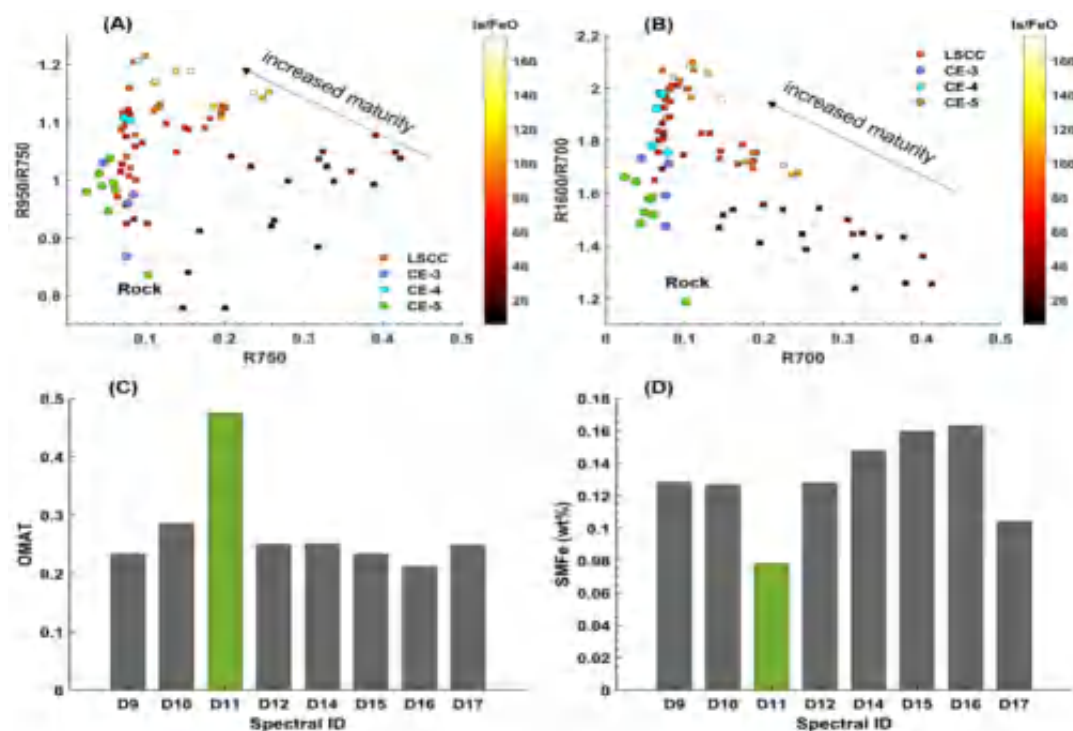 (A)
Is/FeO
1.2
1.1
1
0.9
0.8
R950/R750
increased maturity
LSCC
CE-3
CE-4
CE-5
Rock
0.1 0.2 0.3 0.4 0.5
R750
160
140
120
100
80
60
40
20
(B)
Is/FeO
2.2
2
1.8
1.6
1.4
1.2
R1600/R700
increased maturity
LSCC
CE-3
CE-4
CE-5
Rock
0 0.1 0.2 0.3 0.4 0.5
R700
160
140
120
100
80
60
40
20
(C)
0.5
0.4
0.3
0.2
0.1
0
OMAT
D9 D10 D11 D12 D14 D15 D16 D17
Spectral ID
(D)
0.18
0.16
0.14
0.12
0.1
0.08
0.06
0.04
0.02
0
SMFe (wt%)
D9 D10 D11 D12 D14 D15 D16 D17
Spectral ID